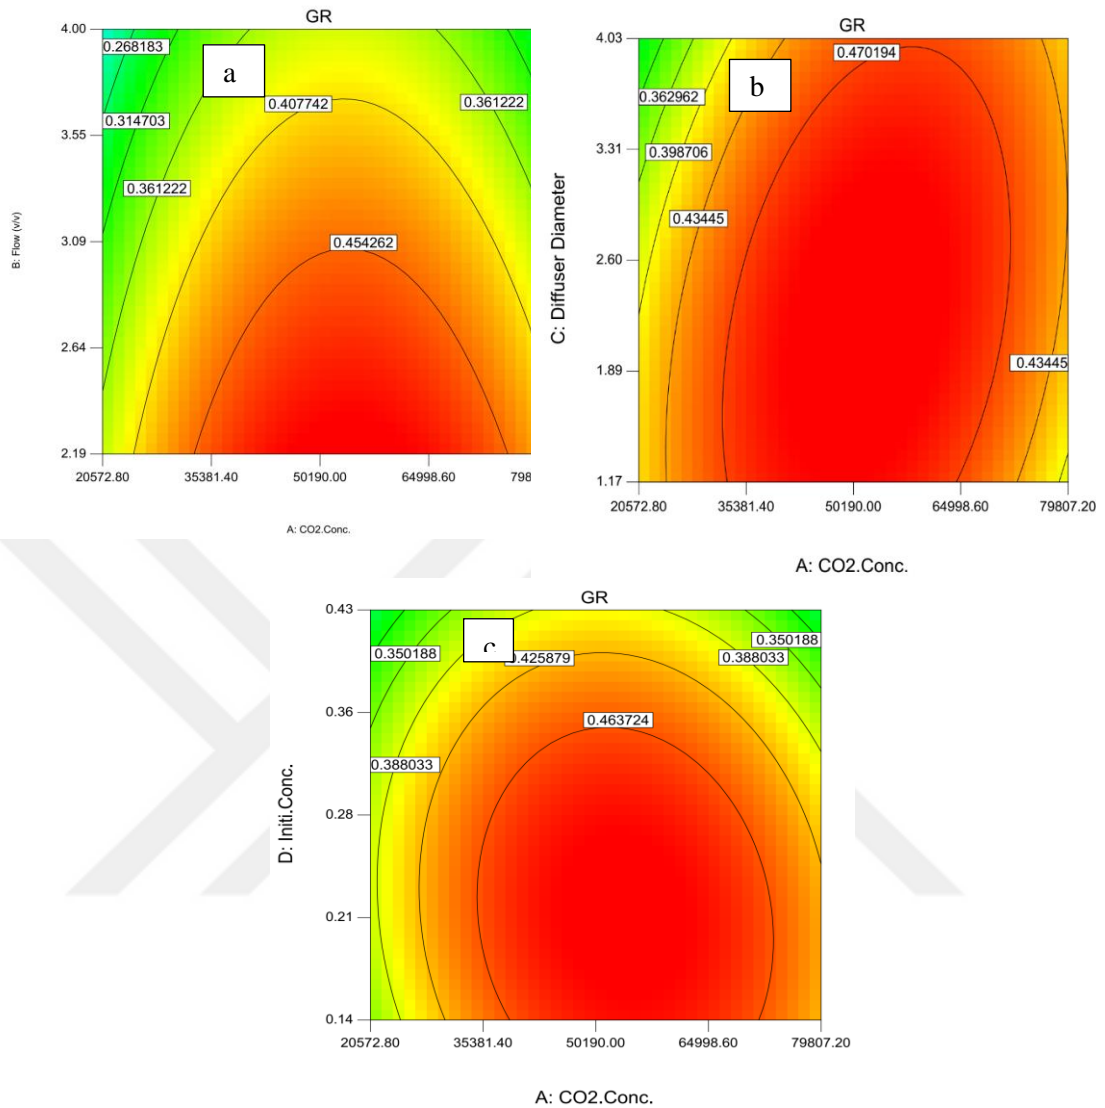 GR
4.00
3.55
3.09
2.64
2.19
B: Flow (v/v)
a
0.268183
0.314703
0.361222
0.407742
0.361222
0.454262
20572.80 35381.40 50190.00 64998.60 798
A: CO2.Conc.
GR
4.03
3.31
2.60
1.89
1.17
C: Diffuser Diameter
b
0.470194
0.362962
0.398706
0.43445
0.43445
20572.80 35381.40 50190.00 64998.60 79807.20
A: CO2.Conc.
GR
0.43
0.36
0.28
0.21
0.14
D: Initi.Conc.
c
0.350188
0.425879
0.350188
0.388033
0.463724
0.388033
20572.80 35381.40 50190.00 64998.60 79807.20
A: CO2.Conc.